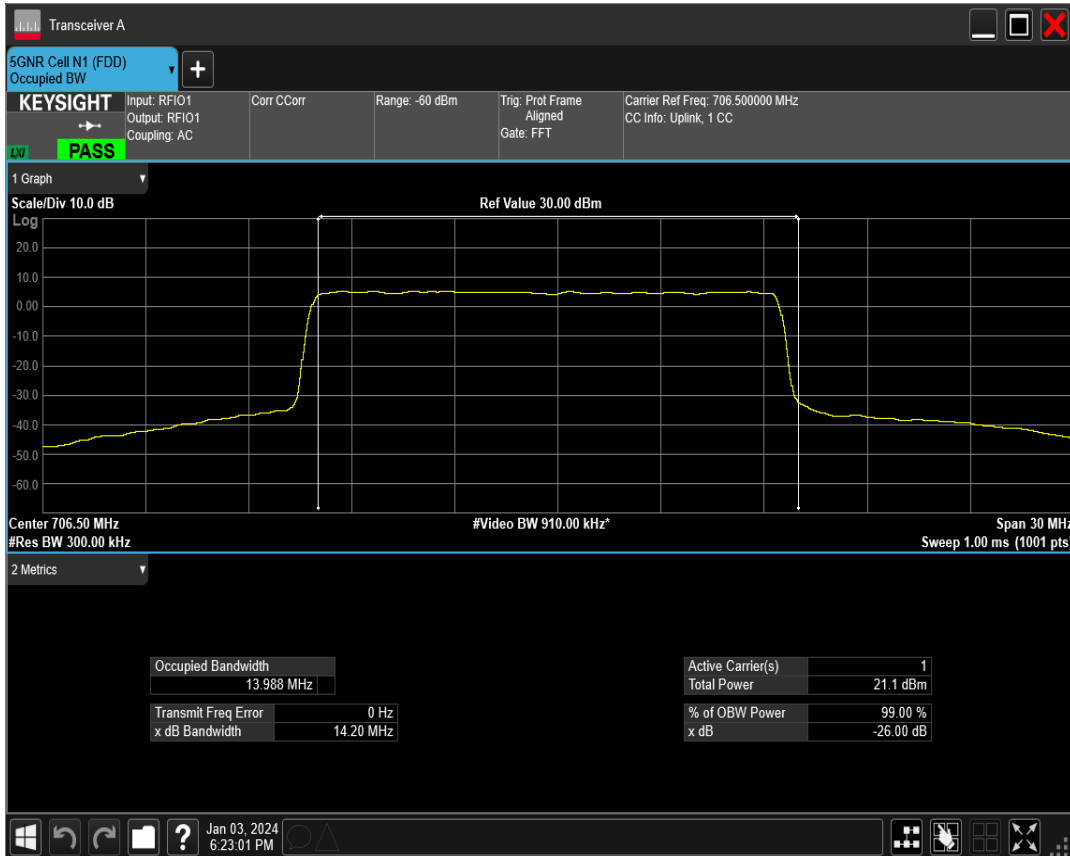 Transceiver A
5GNR Cell N1 (FDD)
Occupied BW
+
KEYSIGHT
LXI
PASS
Input: RFIO1
Output: RFIO1
Coupling: AC
Corr CCorr
Range: -60 dBm
Trig: Prot Frame
Aligned
Gate: FFT
Carrier Ref Freq: 706.500000 MHz
CC Info: Uplink, 1 CC
1 Graph
Scale/Div 10.0 dB
Ref Value 30.00 dBm
Log
20.0
10.0
0.00
-10.0
-20.0
-30.0
-40.0
-50.0
-60.0
Center 706.50 MHz
#Video BW 910.00 kHz*
Span 30 MHz
#Res BW 300.00 kHz
Sweep 1.00 ms (1001 pts)
2 Metrics
Occupied Bandwidth
13.988 MHz
Transmit Freq Error 0 Hz
x dB Bandwidth 14.20 MHz
Active Carrier(s) 1
Total Power 21.1 dBm
% of OBW Power 99.00 %
x dB -26.00 dB
?
Jan 03, 2024
6:23:01 PM